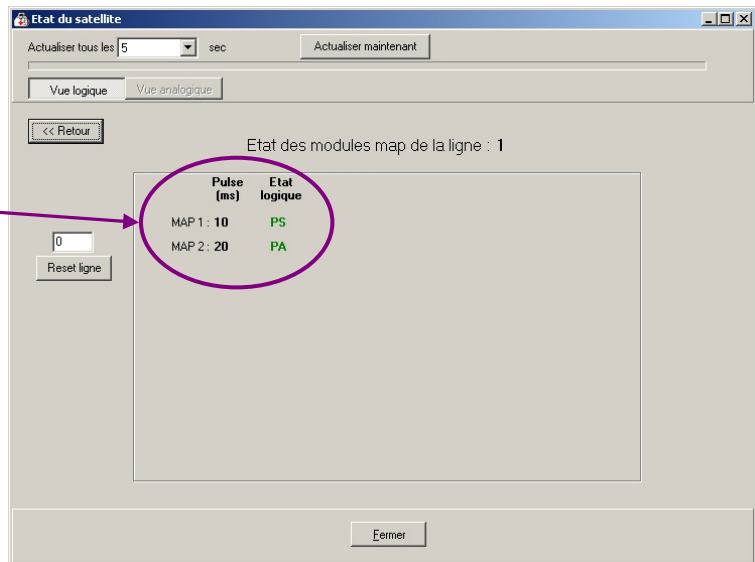 Etat du satellite
Actualiser tous les 5 sec Actualiser maintenant
Vue logique Vue analogique
<< Retour
Etat des modules map de la ligne : 1
Pulse (ms) Etat logique
MAP 1 : 10 PS
MAP 2 : 20 PA
0
Reset ligne
Fermer